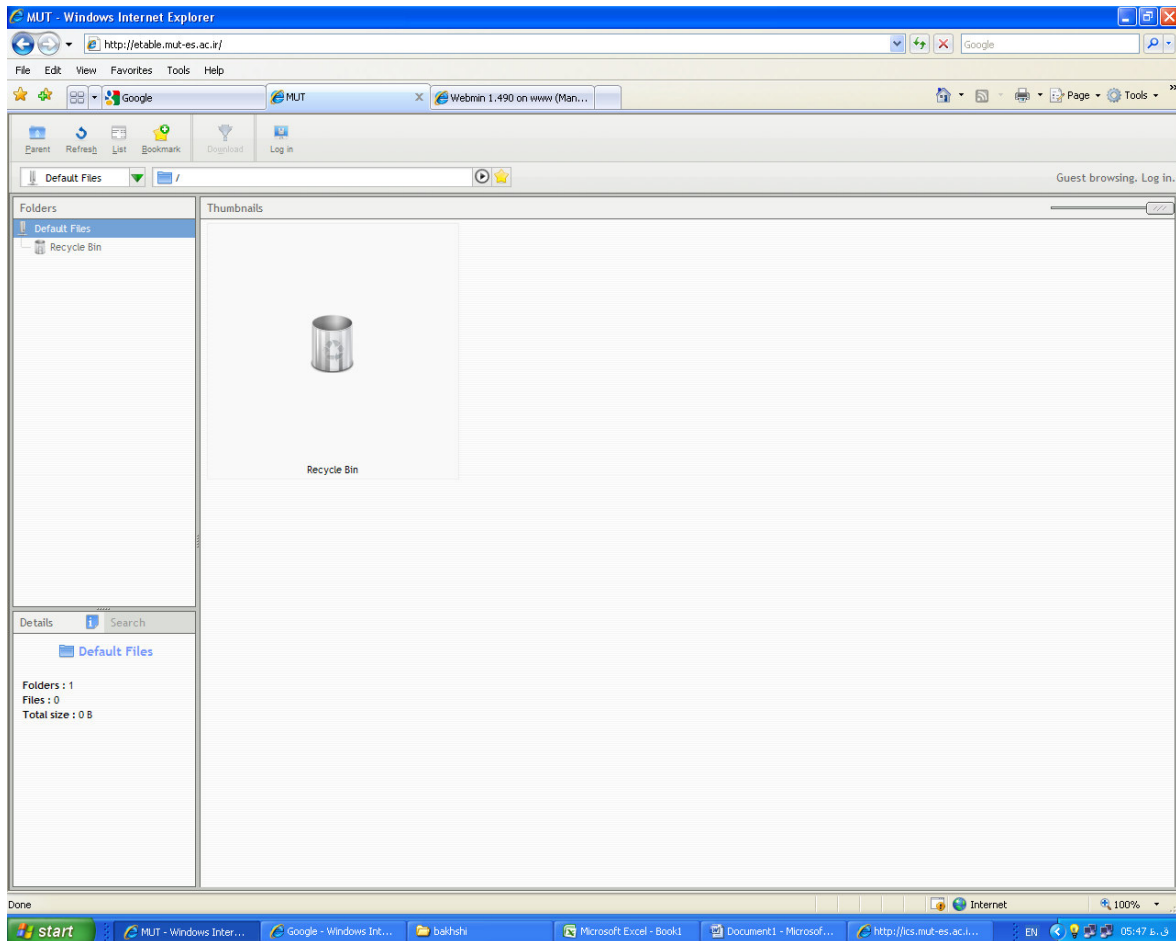 MUT - Windows Internet Explorer
http://etable.mut-es.ac.ir/
Google
File Edit View Favorites Tools Help
Google
MUT
Webmin 1.490 on www (Man...
Page
Tools
Parent Refresh List Bookmark Download Log in
Default Files
/
Guest browsing. Log in.
Folders
Thumbnails
Default Files
Recycle Bin
Recycle Bin
Details
Search
Default Files
Folders : 1
Files : 0
Total size : 0 B
Done
Internet
100%
start
MUT - Windows Inter...
Google - Windows Int...
bakhshi
Microsoft Excel - Book1
Document1 - Microsof...
http://ics.mut-es.ac.i...
EN
05:47 ب.ظ